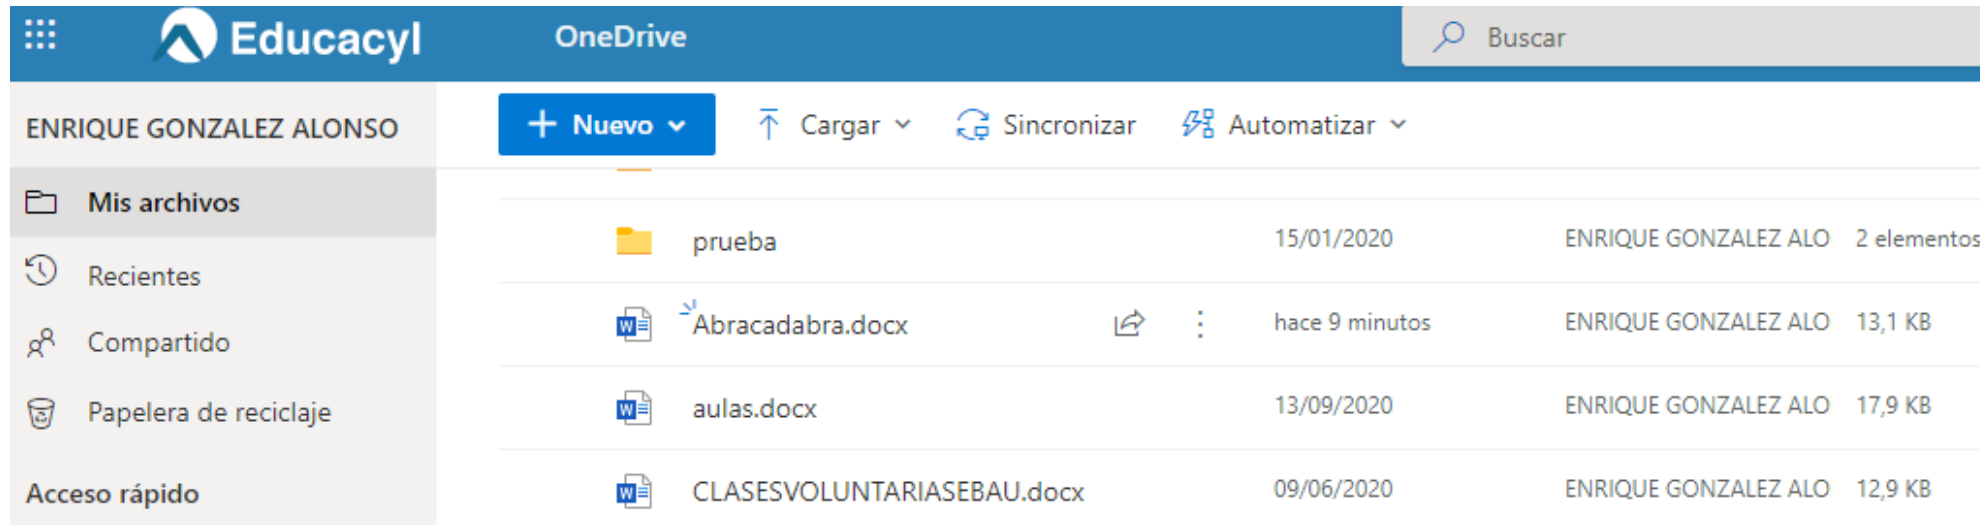 Educacyl OneDrive Buscar
ENRIQUE GONZALEZ ALONSO
Mis archivos
Recientes
Compartido
Papelera de reciclaje
Acceso rápido
Nuevo Cargar Sincronizar Automatizar
prueba 15/01/2020 ENRIQUE GONZALEZ ALO 2 elementos
Abracadabra.docx hace 9 minutos ENRIQUE GONZALEZ ALO 13,1 KB
aulas.docx 13/09/2020 ENRIQUE GONZALEZ ALO 17,9 KB
CLASESVOLUNTARIASEBAU.docx 09/06/2020 ENRIQUE GONZALEZ ALO 12,9 KB